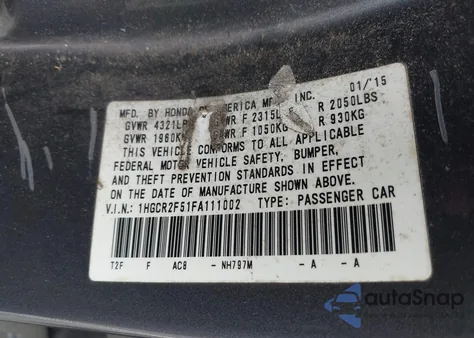 MFD. BY HONDA OF AMERICA MFG., INC. 01/'15
GVWR 4321LBS GAWR F 2315LBS R 2050LBS
GVWR 1960KG GAWR F 1050KG R 930KG
THIS VEHICLE CONFORMS TO ALL APPLICABLE
FEDERAL MOTOR VEHICLE SAFETY, BUMPER,
AND THEFT PREVENTION STANDARDS IN EFFECT
ON THE DATE OF MANUFACTURE SHOWN ABOVE.
V.I.N.: 1HGCR2F51FA111002 TYPE: PASSENGER CAR
T2F F AC8 - NH797M - A - A
autoSnap